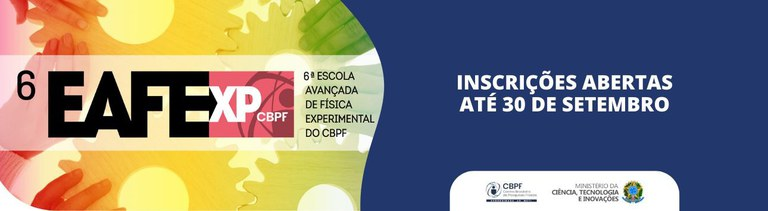 6
EAFEXP
CBPF
6ª ESCOLA
AVANÇADA
DE FÍSICA
EXPERIMENTAL
DO CBPF
INSCRIÇÕES ABERTAS
ATÉ 30 DE SETEMBRO
CBPF
MINISTÉRIO DA
CIÊNCIA, TECNOLOGIA
E INOVAÇÕES